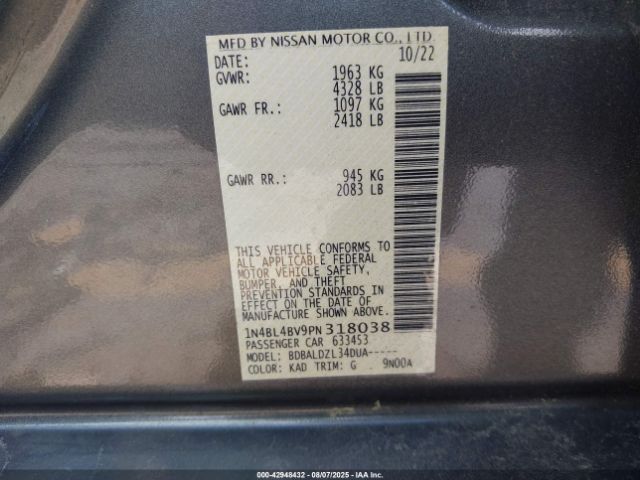 MFD BY NISSAN MOTOR CO., LTD.
DATE: 10/22
GVWR: 1963 KG
4328 LB
GAWR FR.: 1097 KG
2418 LB
GAWR RR.: 945 KG
2083 LB
THIS VEHICLE CONFORMS TO
ALL APPLICABLE FEDERAL
MOTOR VEHICLE SAFETY,
BUMPER, AND THEFT
PREVENTION STANDARDS IN
EFFECT ON THE DATE OF
MANUFACTURE SHOWN ABOVE.
1N4BL4BV9PN318038
PASSENGER CAR 633453
MODEL: BDBALDZL34DUA-----
COLOR: KAD TRIM: G 9N00A
000-42948432 - 08/07/2025 - IAA Inc.